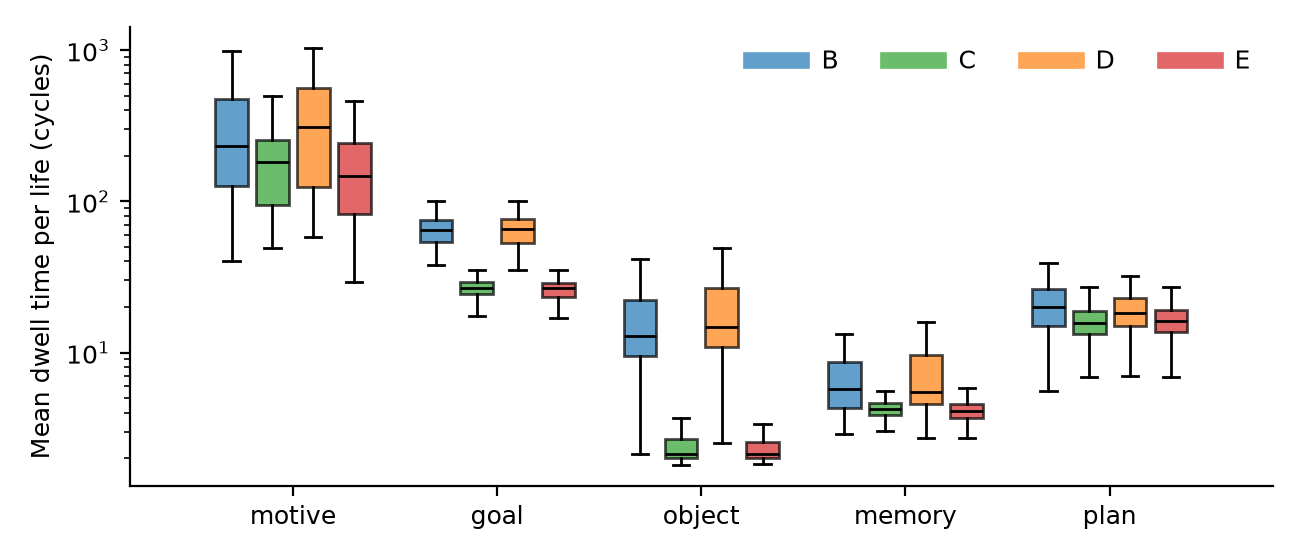 Mean dwell time per life (cycles)
10³
10²
10¹
B C D E
motive goal object memory plan